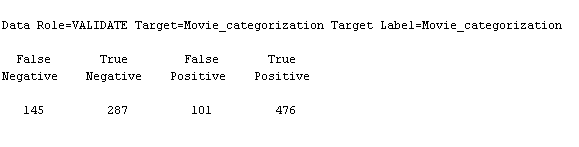 Data Role=VALIDATE Target=Movie_categorization Target Label=Movie_categorization
False True False True
Negative Negative Positive Positive
145 287 101 476